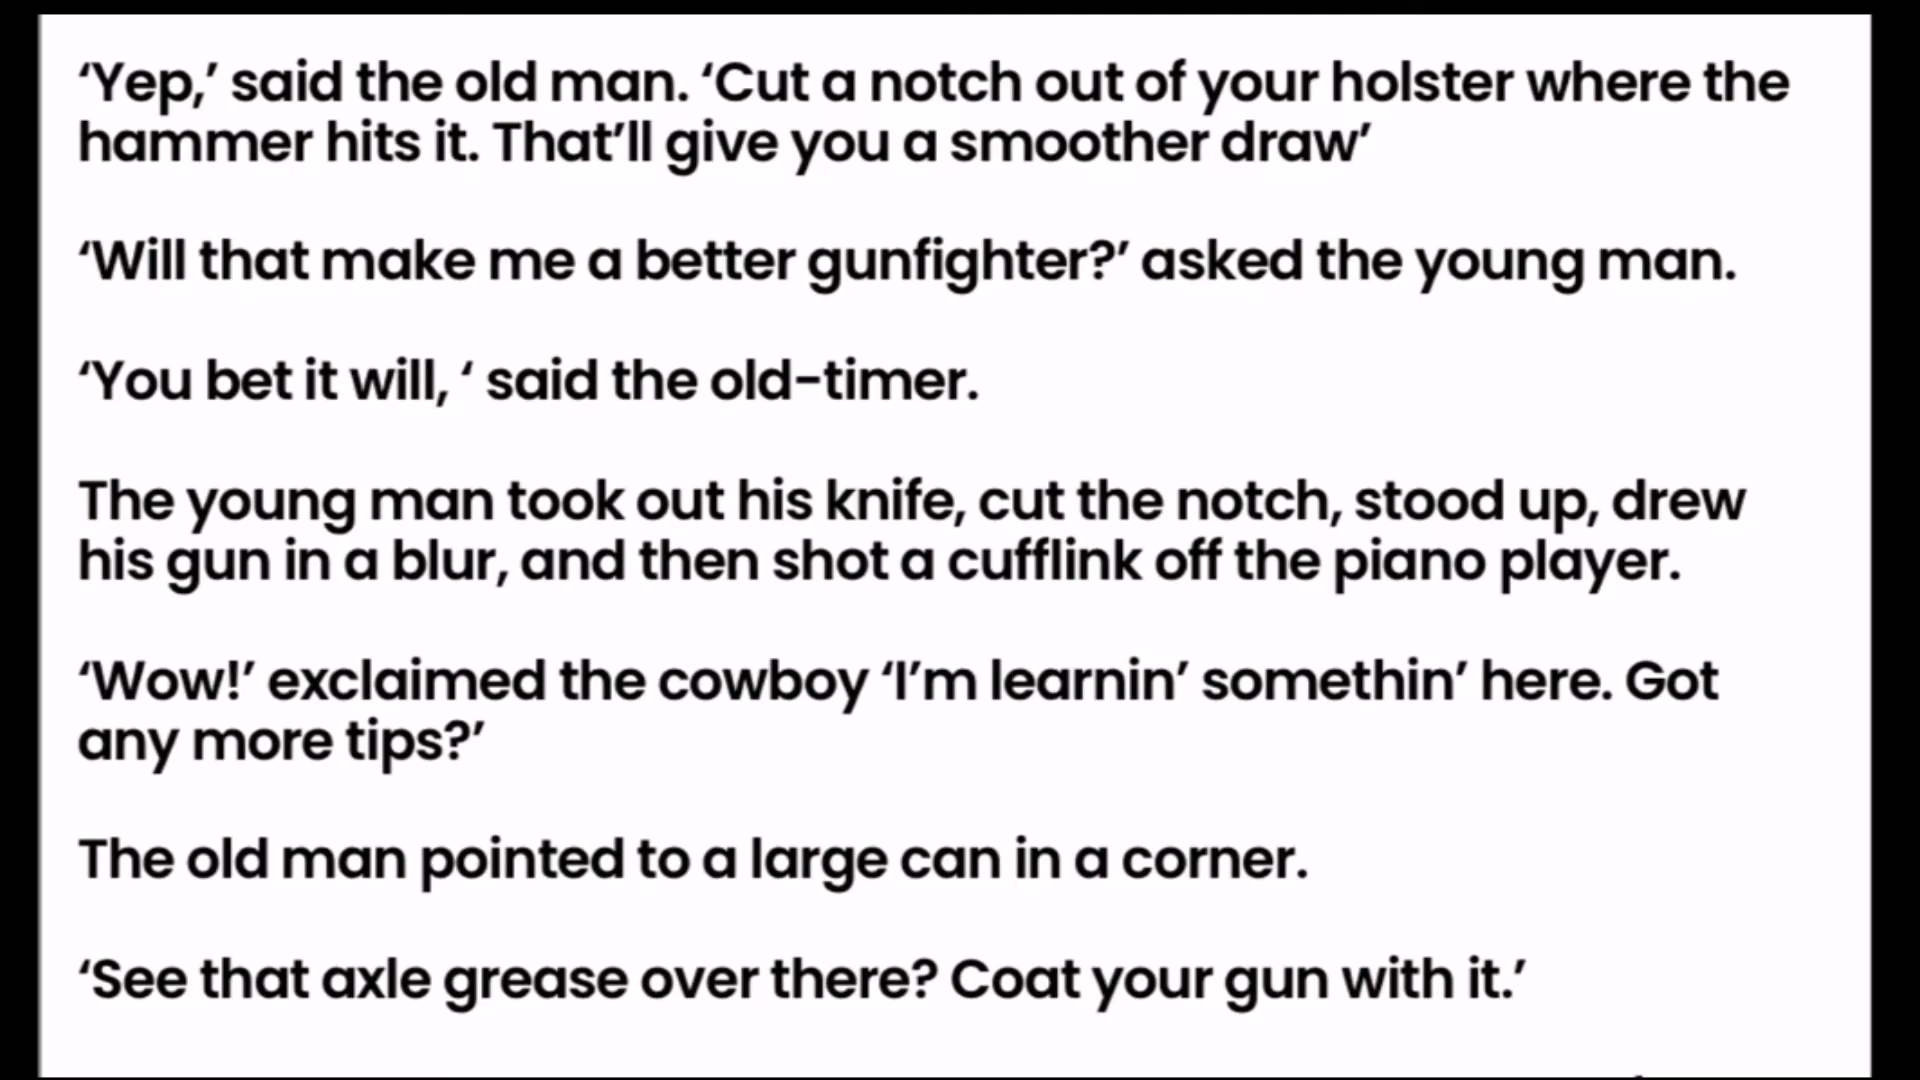 ‘Yep,’ said the old man. ‘Cut a notch out of your holster where the
hammer hits it. That’ll give you a smoother draw’
‘Will that make me a better gunfighter?’ asked the young man.
‘You bet it will, ‘ said the old-timer.
The young man took out his knife, cut the notch, stood up, drew
his gun in a blur, and then shot a cufflink off the piano player.
‘Wow!’ exclaimed the cowboy ‘I’m learnin’ somethin’ here. Got
any more tips?’
The old man pointed to a large can in a corner.
‘See that axle grease over there? Coat your gun with it.’